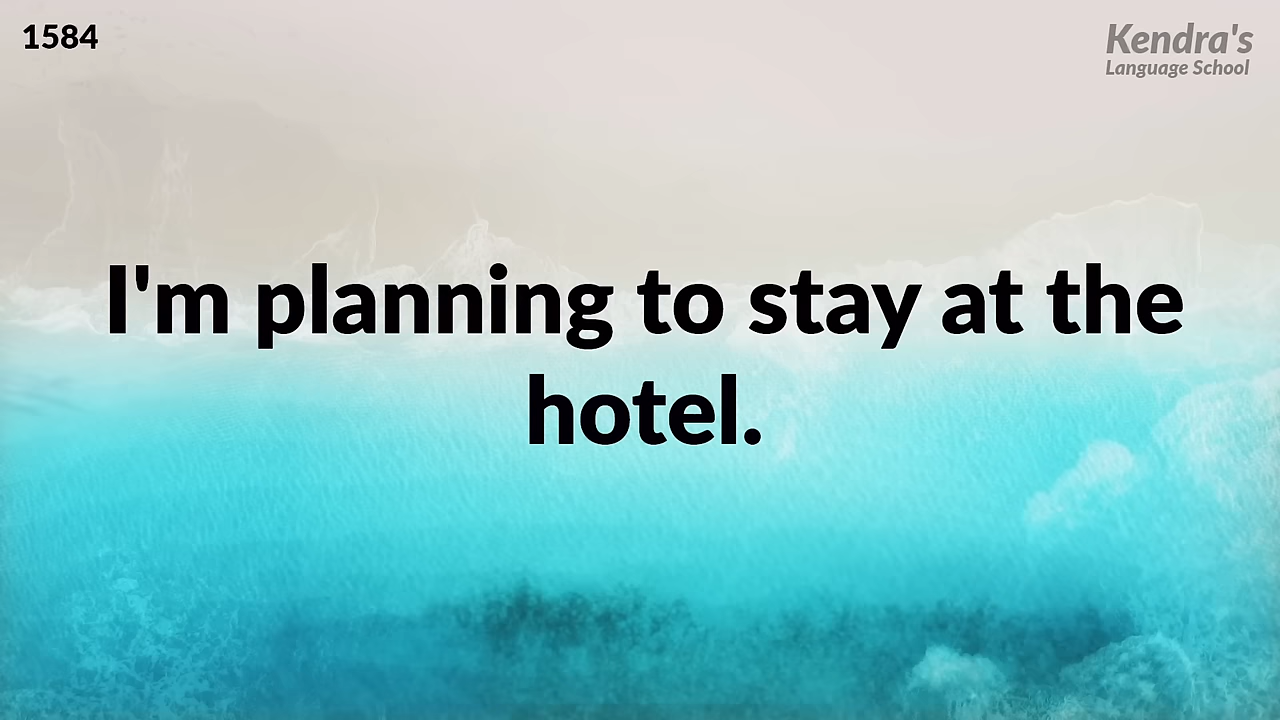 1584
Kendra's
Language School
I'm planning to stay at the
hotel.